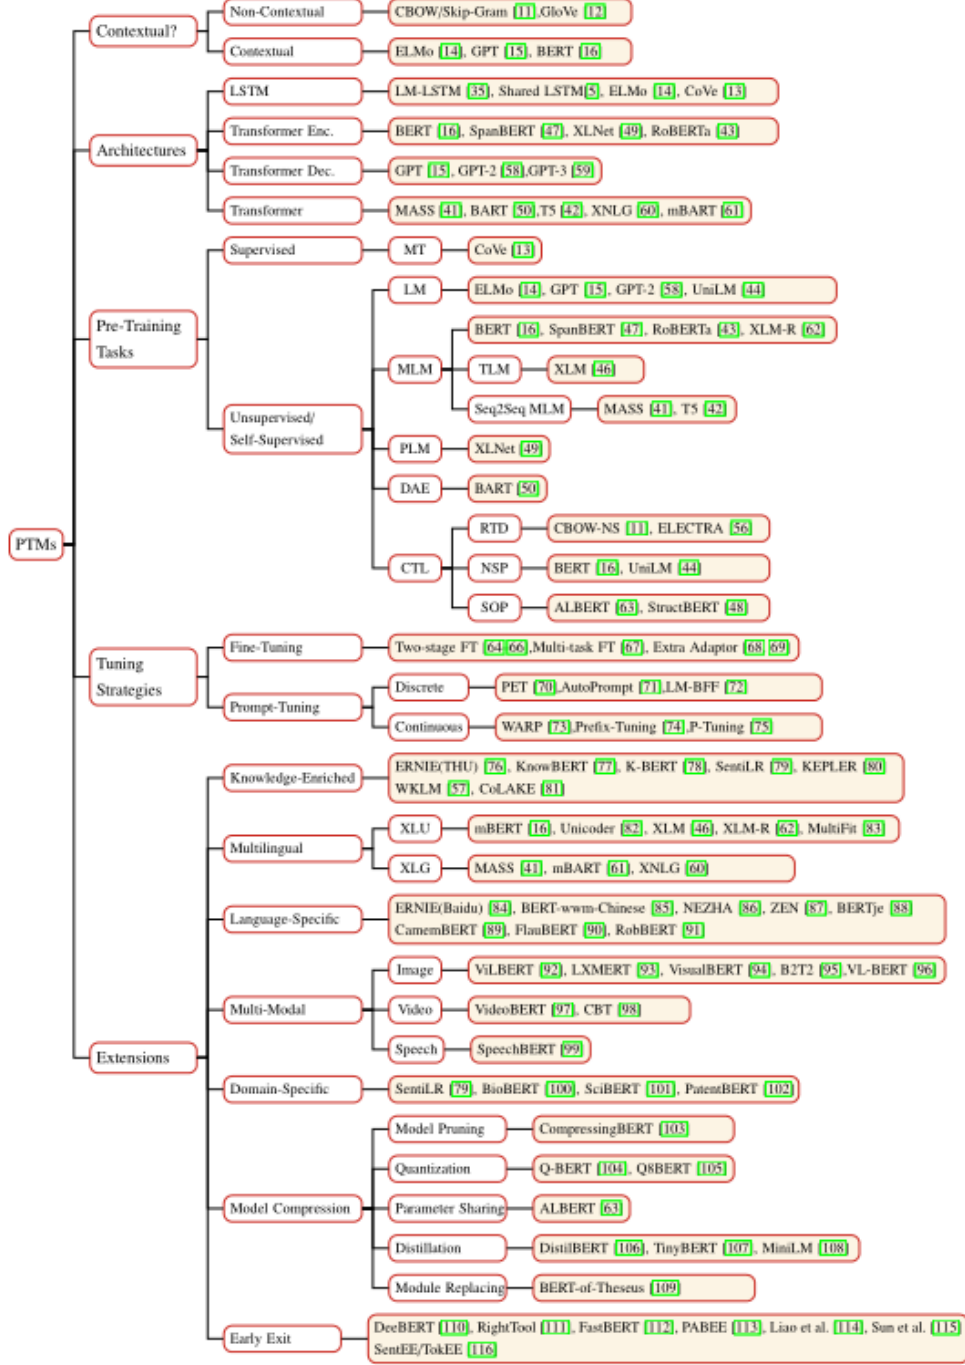 Non-Contextual
CBOW/Skip-Gram [11],GloVe [12]
Contextual?
Contextual
ELMo [14], GPT [15], BERT [16]
LSTM
LM-LSTM [35], Shared LSTM[5], ELMo [14], CoVe [13]
Transformer Enc.
BERT [16], SpanBERT [47], XLNet [49], RoBERTa [43]
Architectures
Transformer Dec.
GPT [15], GPT-2 [58],GPT-3 [59]
Transformer
MASS [41], BART [50],T5 [42], XNLG [60], mBART [61]
Supervised
MT
CoVe [13]
LM
ELMo [14], GPT [15], GPT-2 [58], UniLM [44]
Pre-Training
Tasks
BERT [16], SpanBERT [47], RoBERTa [43], XLM-R [62]
MLM
TLM
XLM [46]
Seq2Seq MLM
MASS [41], T5 [42]
Unsupervised/
Self-Supervised
PLM
XLNet [49]
DAE
BART [50]
PTMs
RTD
CBOW-NS [11], ELECTRA [56]
CTL
NSP
BERT [16], UniLM [44]
SOP
ALBERT [63], StructBERT [48]
Fine-Tuning
Two-stage FT [64,66],Multi-task FT [67], Extra Adaptor [68, 69]
Tuning
Strategies
Discrete
PET [70],AutoPrompt [71],LM-BFF [72]
Prompt-Tuning
Continuous
WARP [73],Prefix-Tuning [74],P-Tuning [75]
Knowledge-Enriched
ERNIE(THU) [76], KnowBERT [77], K-BERT [78], SentiLR [79], KEPLER [80]
WKLM [57], CoLAKE [81]
XLU
mBERT [16], Unicoder [82], XLM [46], XLM-R [62], MultiFit [83]
Multilingual
XLG
MASS [41], mBART [61], XNLG [60]
Language-Specific
ERNIE(Baidu) [84], BERT-wwm-Chinese [85], NEZHA [86], ZEN [87], BERTje [88]
CamemBERT [89], FlauBERT [90], RobBERT [91]
Image
ViLBERT [92], LXMERT [93], VisualBERT [94], B2T2 [95],VL-BERT [96]
Multi-Modal
Video
VideoBERT [97], CBT [98]
Speech
SpeechBERT [99]
Extensions
Domain-Specific
SentiLR [79], BioBERT [100], SciBERT [101], PatentBERT [102]
Model Pruning
CompressingBERT [103]
Quantization
Q-BERT [104], Q8BERT [105]
Model Compression
Parameter Sharing
ALBERT [63]
Distillation
DistilBERT [106], TinyBERT [107], MiniLM [108]
Module Replacing
BERT-of-Theseus [109]
Early Exit
DeeBERT [110], RightTool [111], FastBERT [112], PABEE [113], Liao et al. [114], Sun et al. [115]
SentEE/TokEE [116]